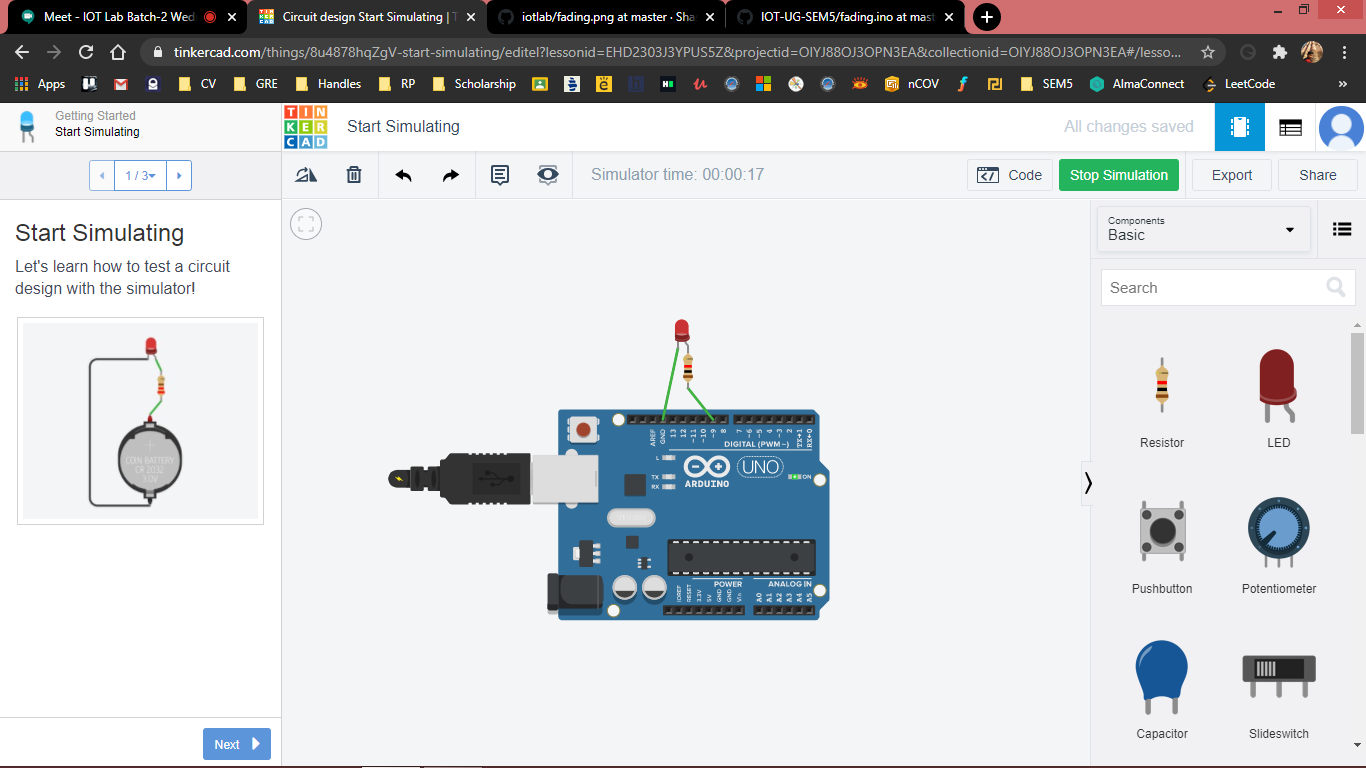 Meet - IOT Lab Batch-2 Wed
Circuit design Start Simulating | T
iotlab/fading.png at master · Sha
IOT-UG-SEM5/fading.ino at mast
tinkercad.com/things/8u4878hqZgV-start-simulating/editel?lessonid=EHD2303J3YPUS5Z&projectid=OIYJ88OJ3OPN3EA&collectionid=OIYJ88OJ3OPN3EA#/lesso...
Apps
CV
GRE
Handles
RP
Scholarship
nCOV
SEM5
AlmaConnect
LeetCode
»
Getting Started
Start Simulating
TIN
KER
CAD
Start Simulating
All changes saved
1 / 3
Simulator time: 00:00:17
Code
Stop Simulation
Export
Share
Start Simulating
Let's learn how to test a circuit
design with the simulator!
COIN BATTERY
CR 2032
3.0V
Next
AREF
GND
13
12
~11
~10
~9
8
7
~6
~5
4
~3
2
TX→1
RX←0
DIGITAL (PWM~)
L
TX
RX
ARDUINO
UNO
ON
POWER
ANALOG IN
IOREF
RESET
3.3V
5V
GND
GND
Vin
A0
A1
A2
A3
A4
A5
Components
Basic
Search
Resistor
LED
Pushbutton
Potentiometer
Capacitor
Slideswitch